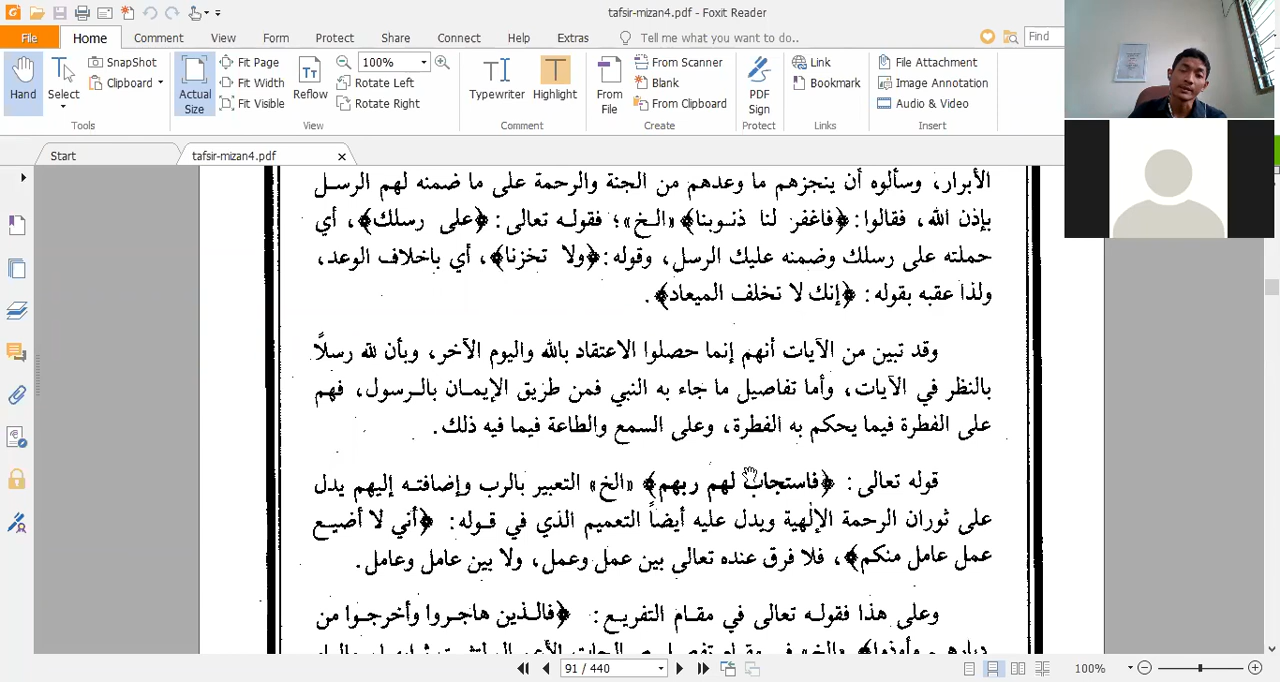 tafsir-mizan4.pdf - Foxit Reader
File Home Comment View Form Protect Share Connect Help Extras Tell me what you want to do.. Find
SnapShot Fit Page 100% From Scanner Link File Attachment
Clipboard Fit Width Rotate Left Blank Bookmark Image Annotation
Hand Select Actual Size Reflow Fit Visible Rotate Right Typewriter Highlight From File From Clipboard PDF Sign Audio & Video
Tools View Comment Create Protect Links Insert
Start tafsir-mizan4.pdf
الأبرار، وسألوه أن ينجزهم ما وعدهم من الجنة والرحمة على ما ضمنه لهم الرسل
بإذن الله، فقالوا: ﴿فاغفر لنا ذنوبنا﴾ «الخ»؛ فقوله تعالى: ﴿على رسلك﴾، أي
حملته على رسلك وضمنه عليك الرسل، وقوله: ﴿ولا تخزنا﴾، أي باخلاف الوعد،
ولذا عقبه بقوله: ﴿إنك لا تخلف الميعاد﴾.
وقد تبين من الآيات أنهم إنما حصلوا الاعتقاد بالله واليوم الآخر، وبأن لله رسلاً
بالنظر في الآيات، وأما تفاصيل ما جاء به النبي فمن طريق الإيمان بالرسول، فهم
على الفطرة فيما يحكم به الفطرة، وعلى السمع والطاعة فيما فيه ذلك.
قوله تعالى: ﴿فاستجاب لهم ربهم﴾ «الخ» التعبير بالرب وإضافته إليهم يدل
على ثوران الرحمة الإلهية ويدل عليه أيضاً التعميم الذي في قوله: ﴿أني لا أضيع
عمل عامل منكم﴾، فلا فرق عنده تعالى بين عمل وعمل، ولا بين عامل وعامل.
وعلى هذا فقوله تعالى في مقام التفريع: ﴿فالذين هاجروا وأخرجوا من
91 / 440 100%